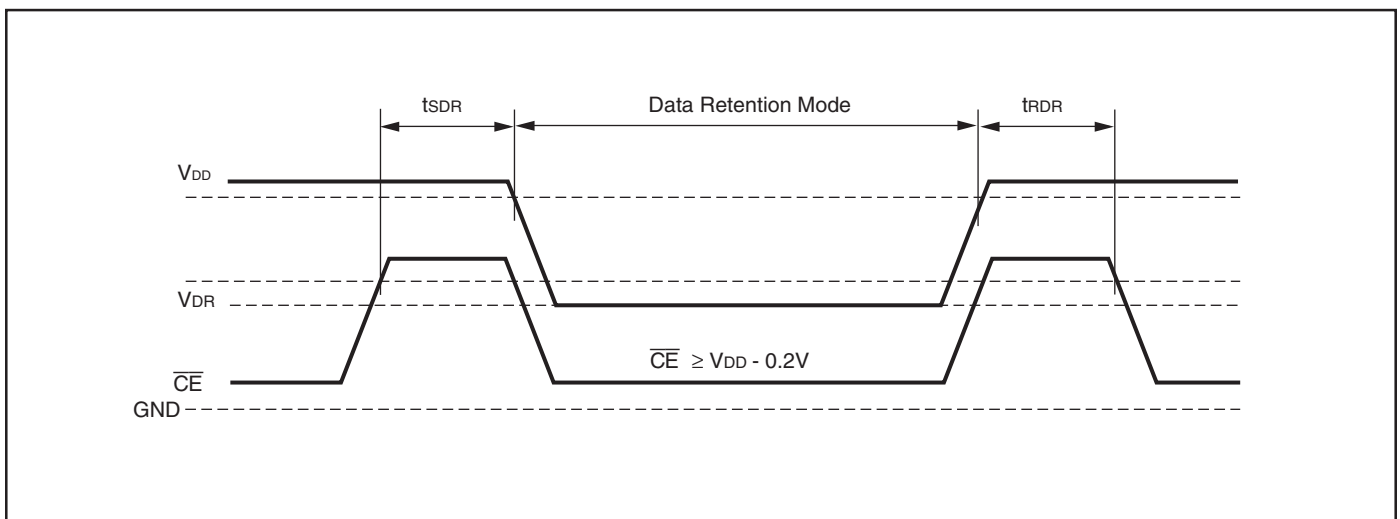 tSDR
Data Retention Mode
tRDR
VDD
VDR
CE ≥ VDD - 0.2V
CE
GND